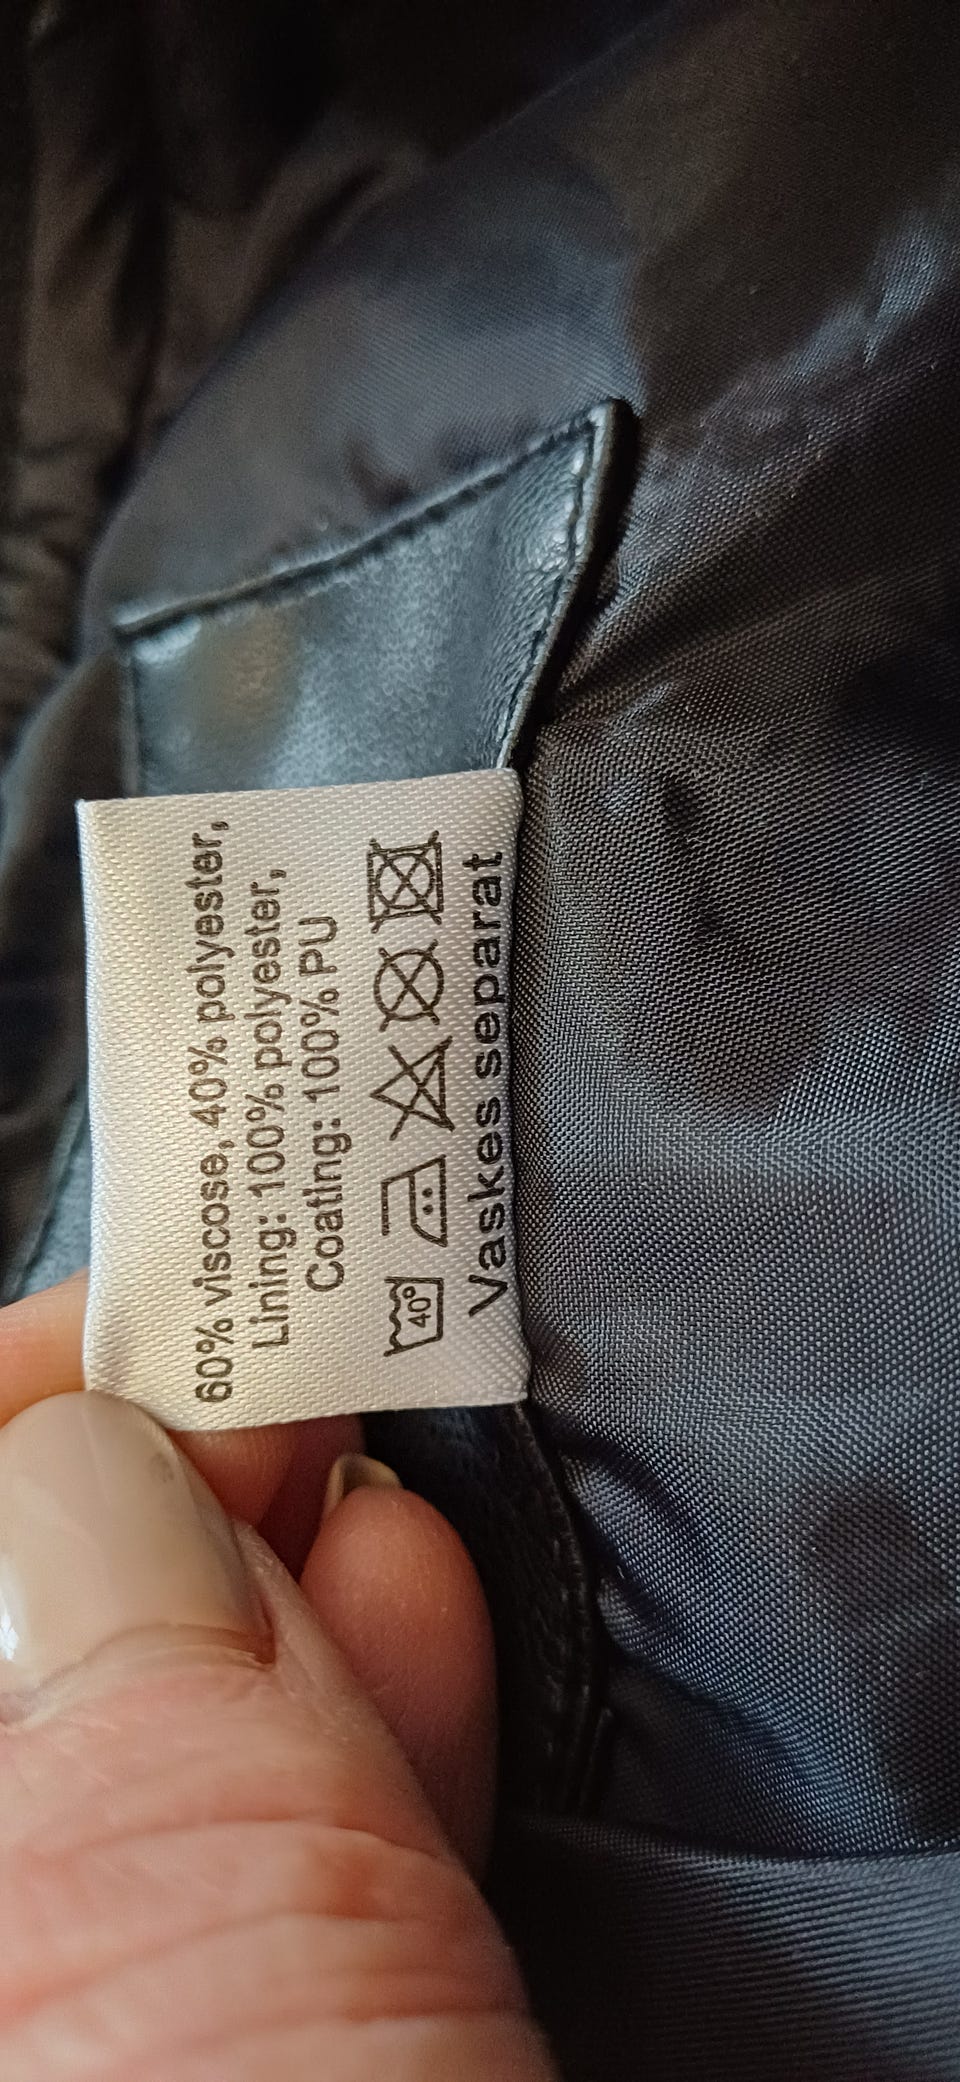 60% viscose, 40% polyester,
Lining: 100% polyester,
Coating: 100% PU
40°
Vaskes separat